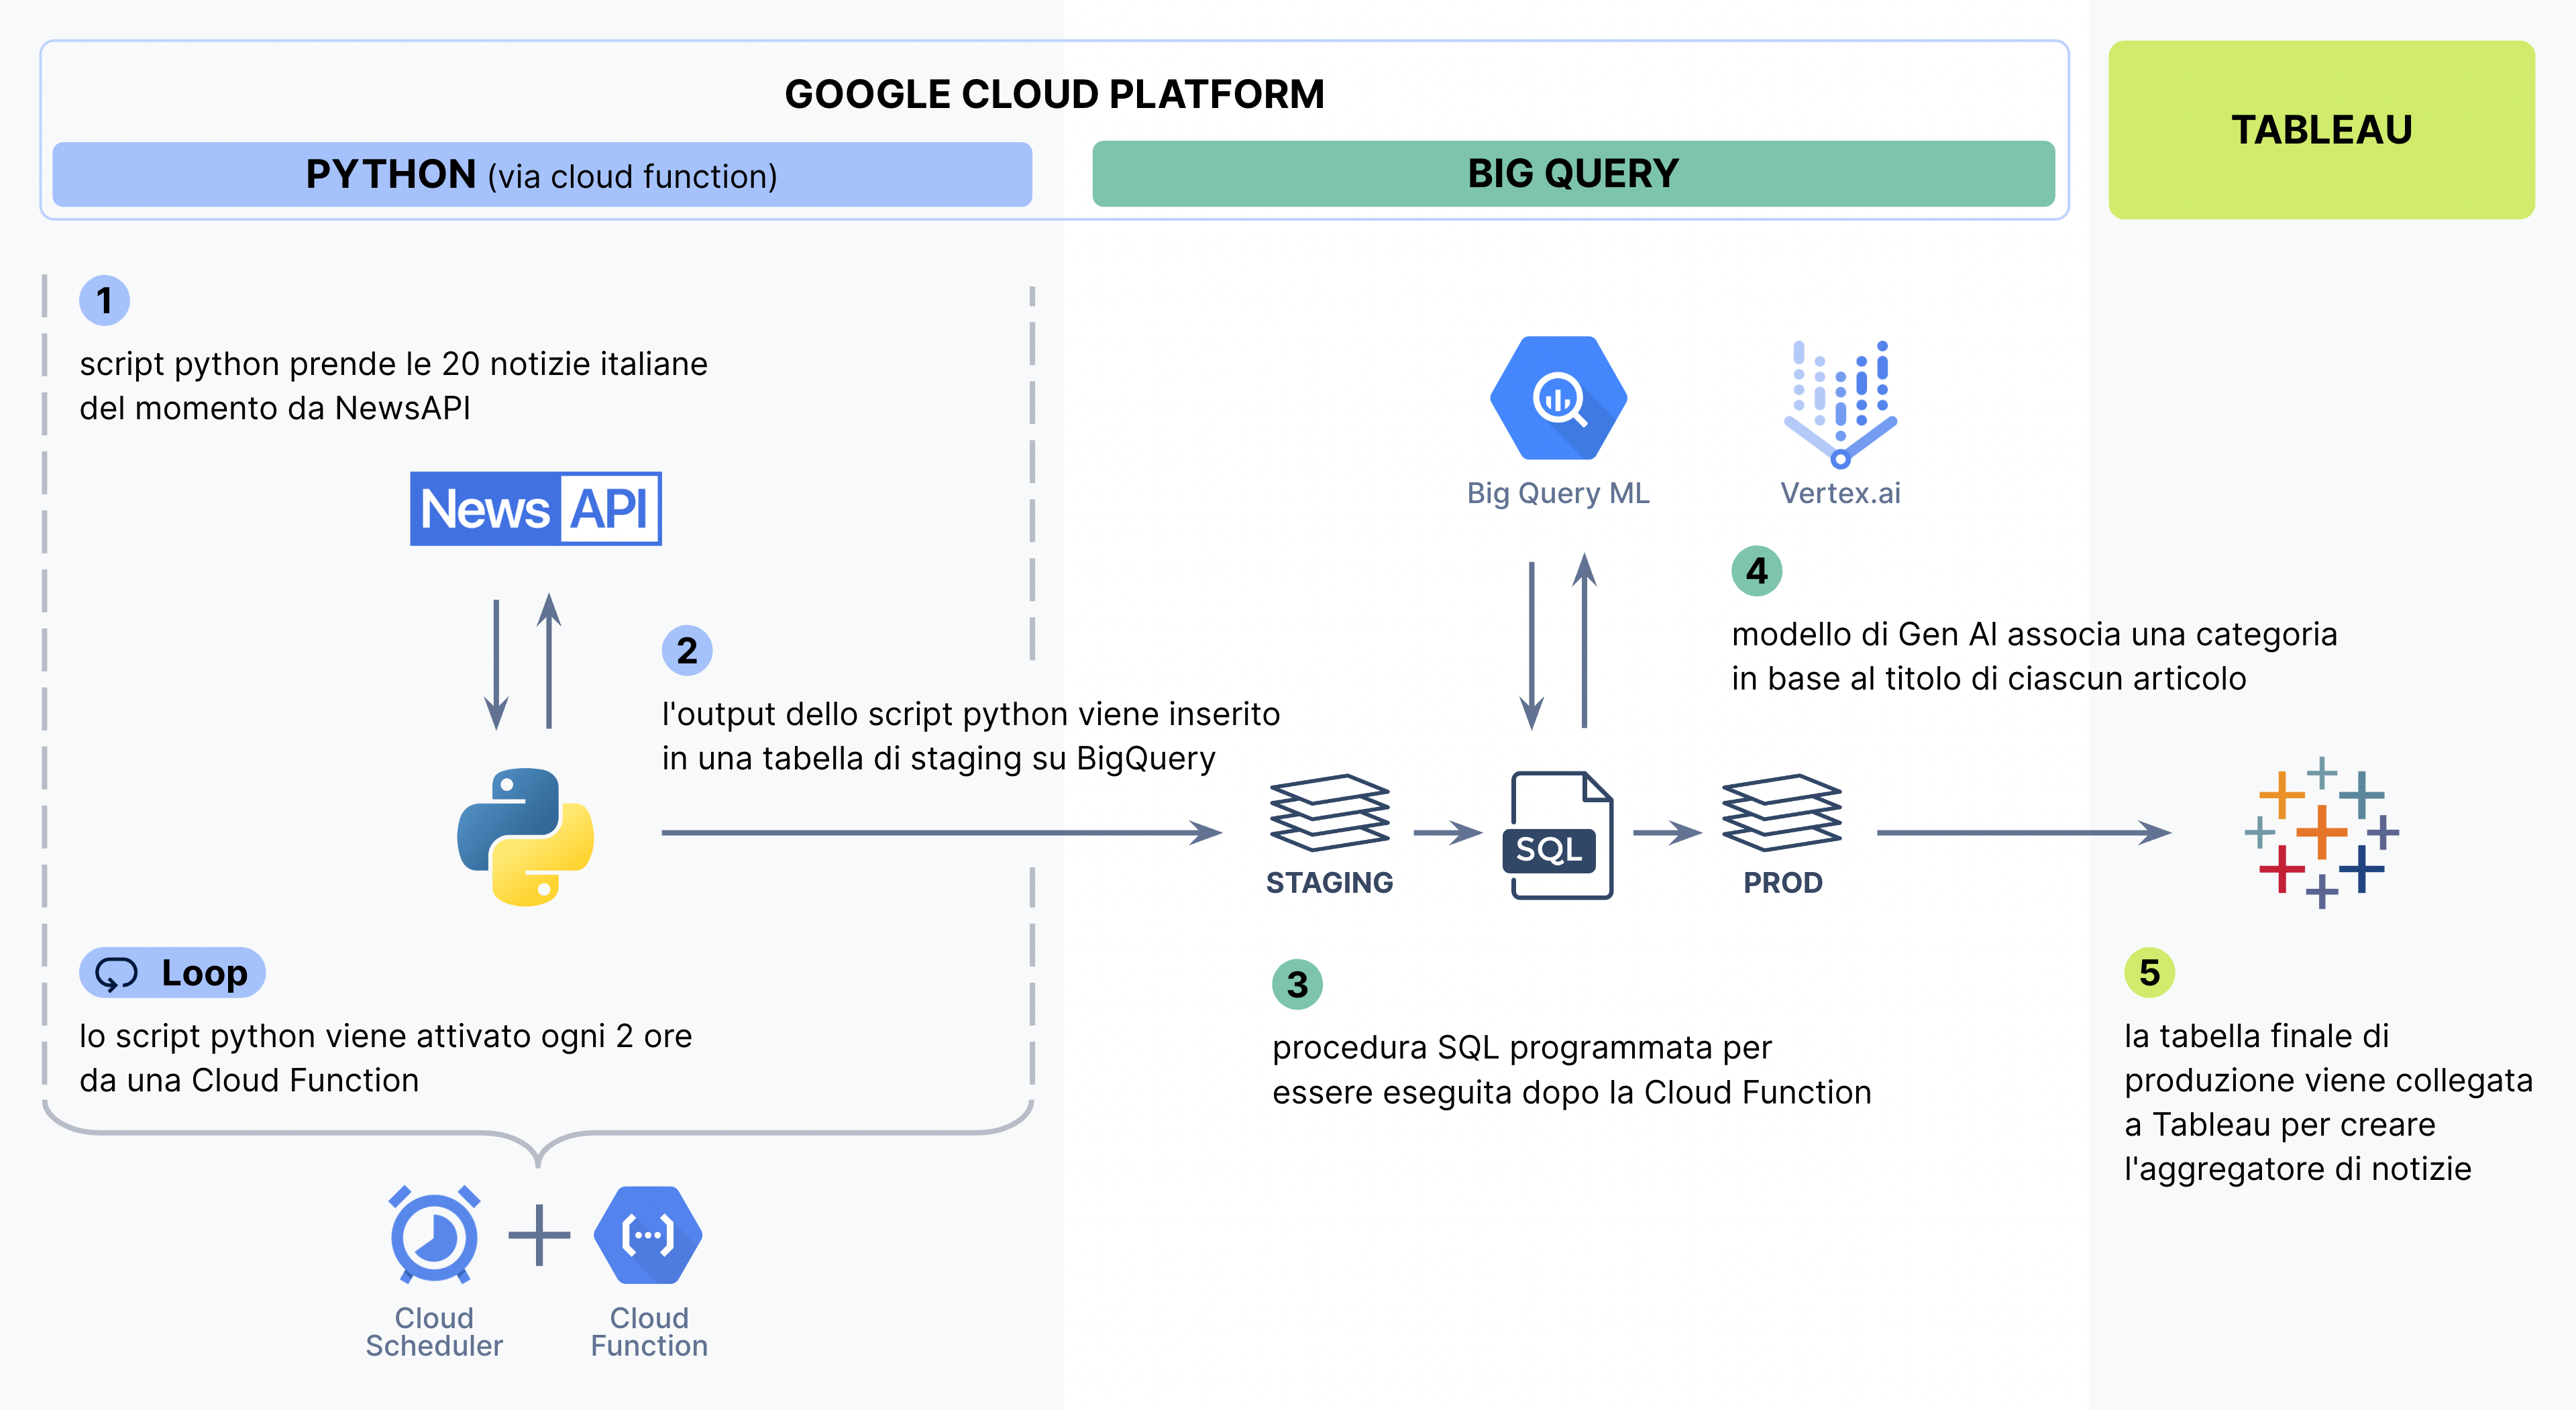 GOOGLE CLOUD PLATFORM
PYTHON (via cloud function)
BIG QUERY
TABLEAU
1
script python prende le 20 notizie italiane
del momento da NewsAPI
News API
2
l'output dello script python viene inserito
in una tabella di staging su BigQuery
Loop
lo script python viene attivato ogni 2 ore
da una Cloud Function
Cloud
Scheduler
Cloud
Function
Big Query ML
Vertex.ai
4
modello di Gen AI associa una categoria
in base al titolo di ciascun articolo
STAGING
SQL
PROD
3
procedura SQL programmata per
essere eseguita dopo la Cloud Function
5
la tabella finale di
produzione viene collegata
a Tableau per creare
l'aggregatore di notizie